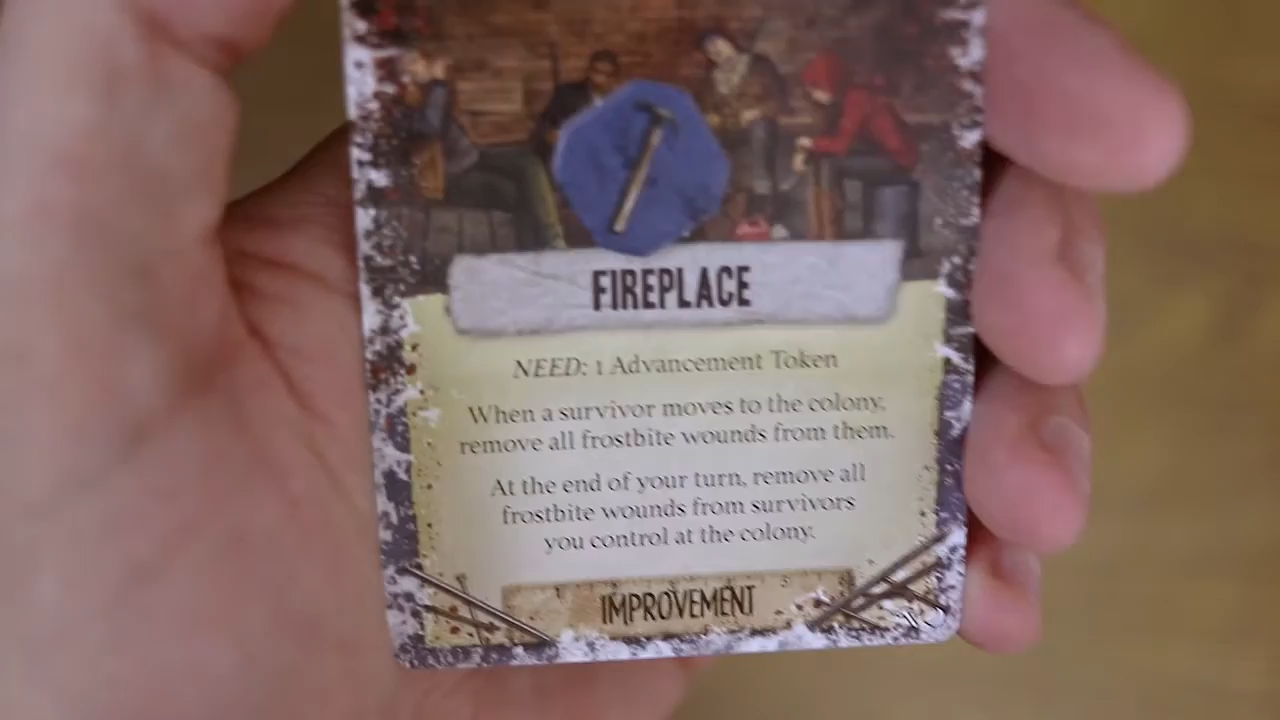 FIREPLACE
NEED: 1 Advancement Token
When a survivor moves to the colony,
remove all frostbite wounds from them.
At the end of your turn, remove all
frostbite wounds from survivors
you control at the colony.
IMPROVEMENT